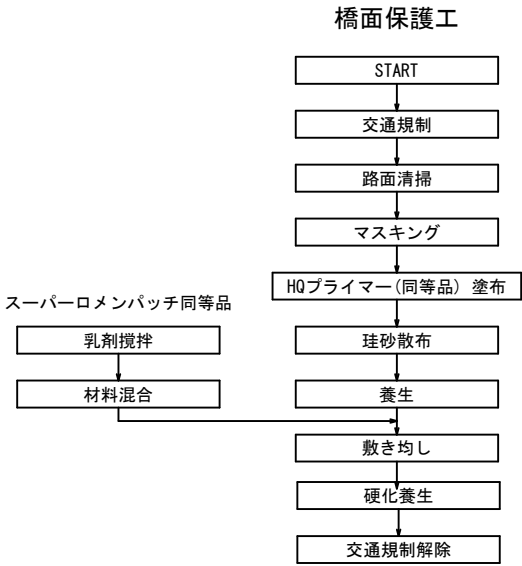 橋面保護工
START
交通規制
路面清掃
マスキング
HQプライマー(同等品) 塗布
スーパーロメンパッチ同等品
乳剤撹拌
珪砂散布
材料混合
養生
敷き均し
硬化養生
交通規制解除